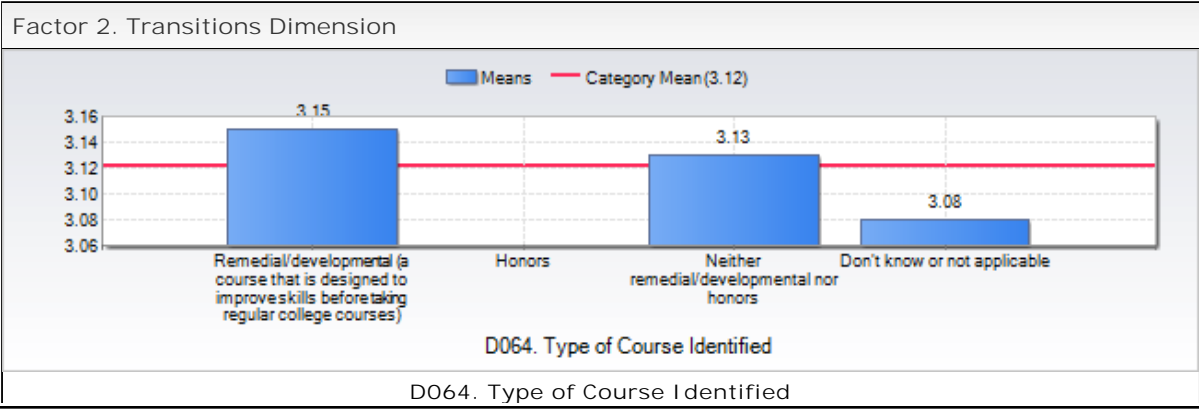 Factor 2. Transitions Dimension
Means
Category Mean (3.12)
3.16
3.14
3.12
3.10
3.08
3.06
3.15
3.13
3.08
Remedial/developmental (a
course that is designed to
improve skills before taking
regular college courses)
Honors
Neither
remedial/developmental nor
honors
Don't know or not applicable
D064. Type of Course Identified
D064. Type of Course Identified